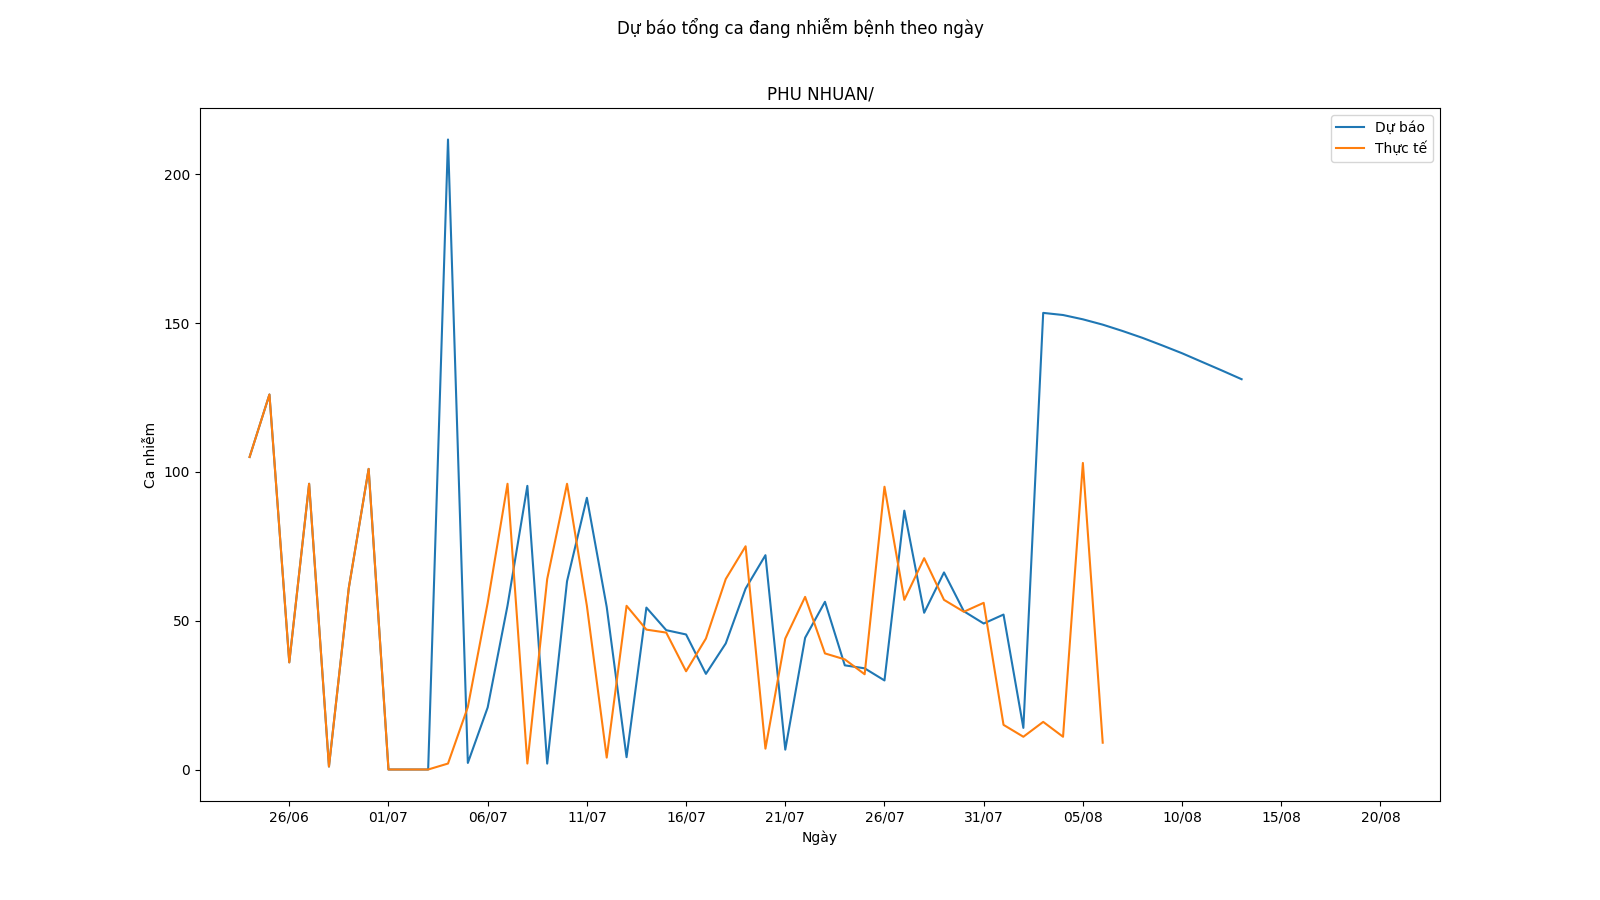 Dự báo tổng ca đang nhiễm bệnh theo ngày
PHU NHUAN/
Dự báo
Thực tế
200
150
100
50
0
Ca nhiễm
26/06 01/07 06/07 11/07 16/07 21/07 26/07 31/07 05/08 10/08 15/08 20/08
Ngày